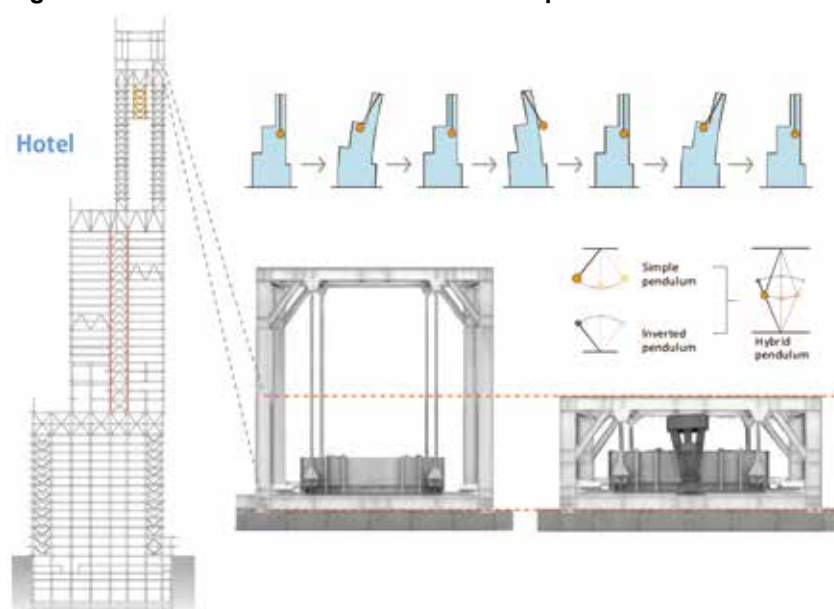 Hotel
Simple
pendulum
Inverted
pendulum
Hybrid
pendulum